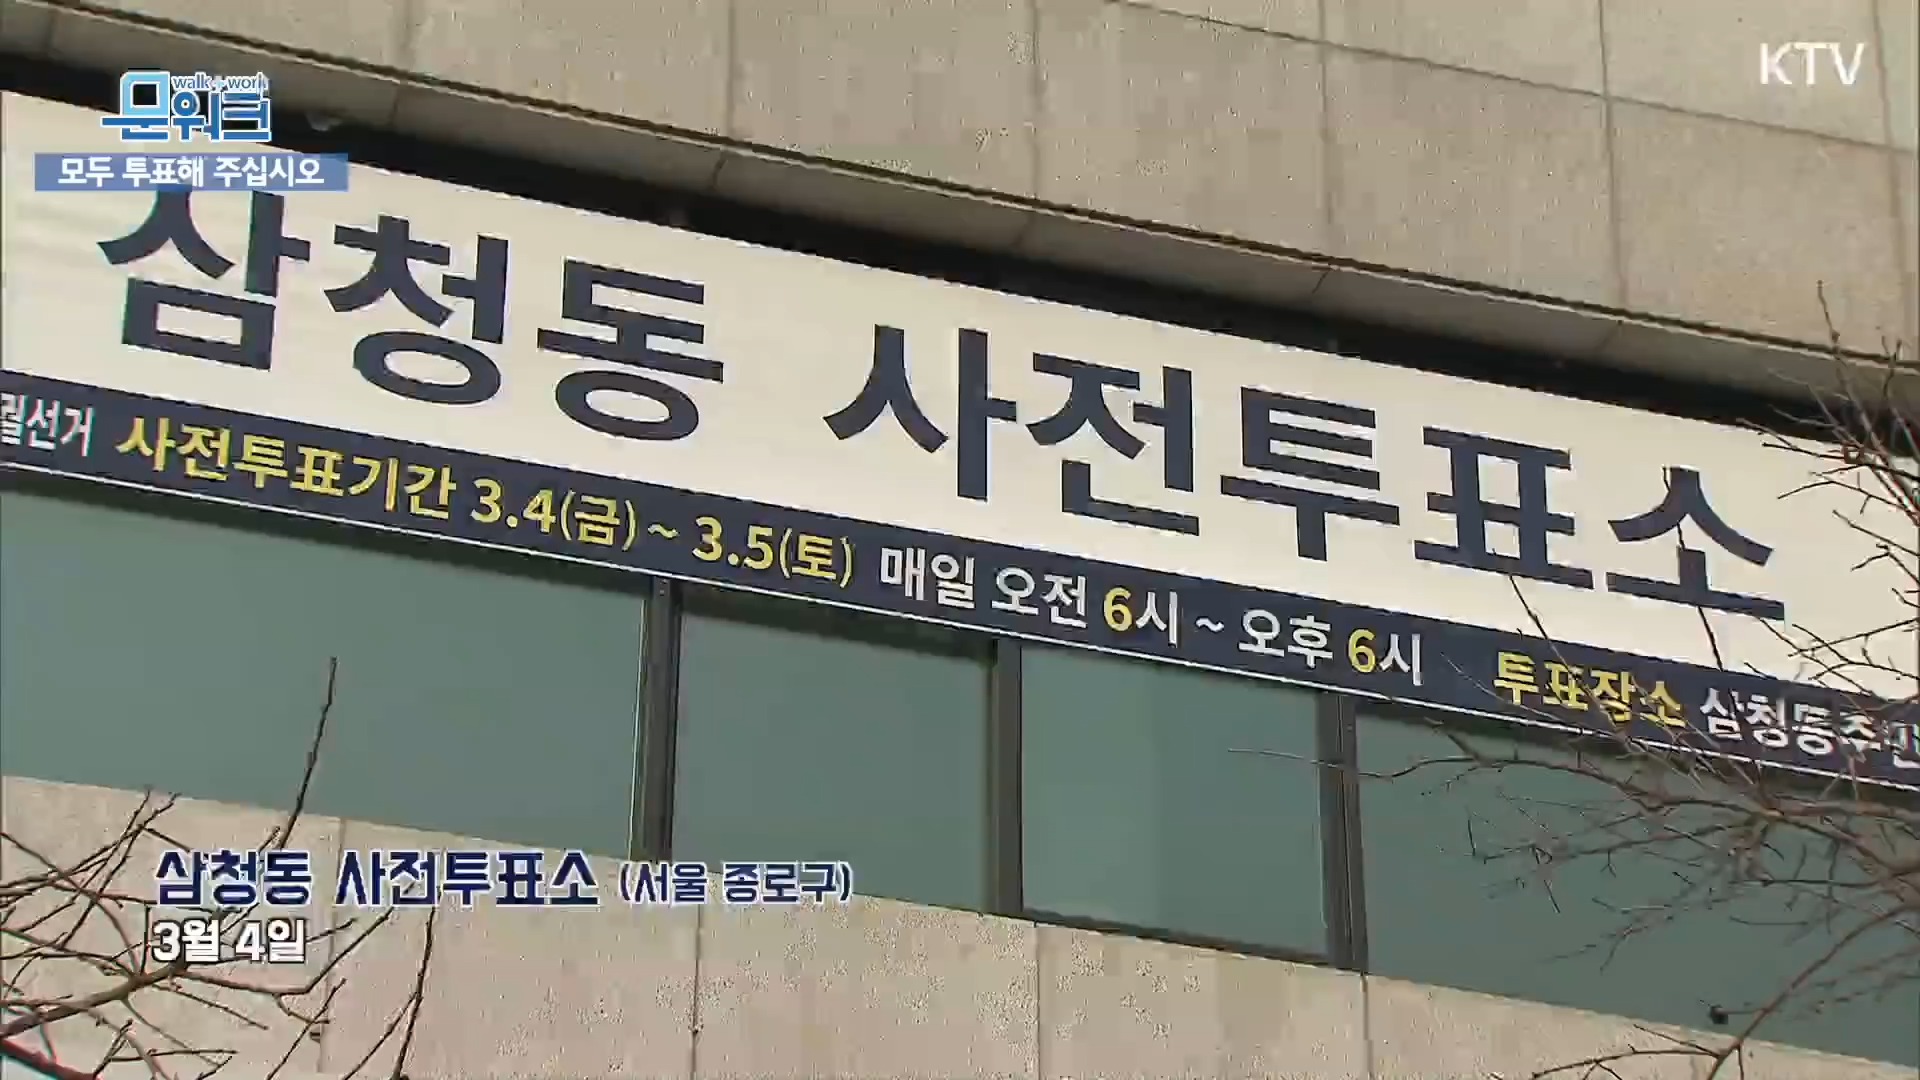 walk+work
문워크
KTV
모두 투표해 주십시오
삼청동 사전투표소
선거 사전투표기간 3.4(금) ~ 3.5(토) 매일 오전 6시 ~ 오후 6시 투표장소 삼청동주민
삼청동 사전투표소 (서울 종로구)
3월 4일